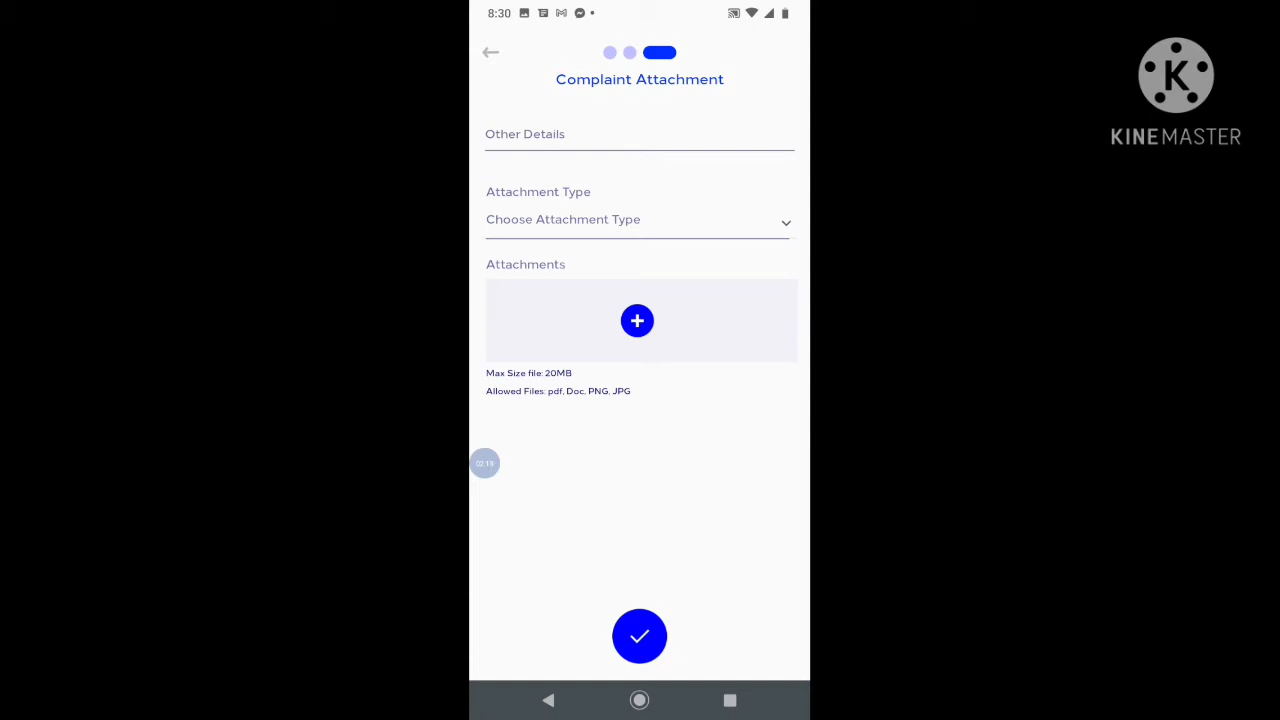 8:30
Complaint Attachment
Other Details
Attachment Type
Choose Attachment Type
Attachments
Max Size file: 20MB
Allowed Files: pdf, Doc, PNG, JPG
K
KINEMASTER